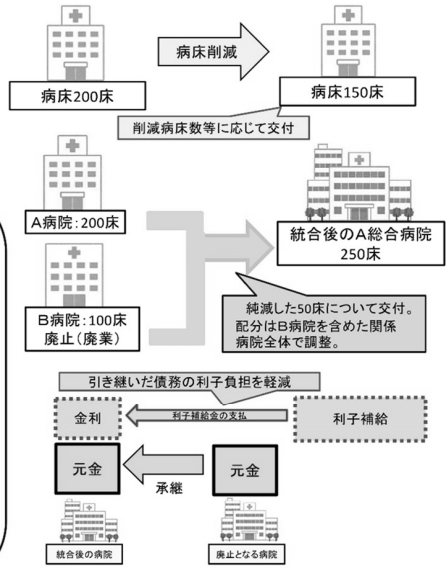 病床削減
病床200床
病床150床
削減病床数等に応じて交付
A病院:200床
B病院:100床
廃止(廃業)
統合後のA総合病院
250床
純減した50床について交付。
配分はB病院を含めた関係
病院全体で調整。
引き継いだ債務の利子負担を軽減
金利
利子補給金の支払
利子補給
元金
承継
元金
統合後の病院
廃止となる病院